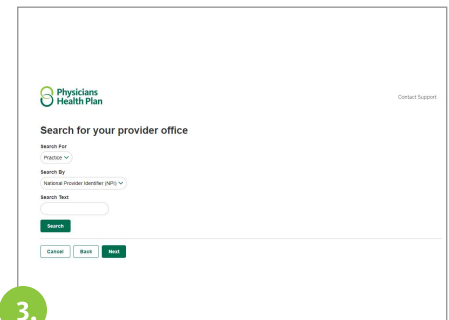 Physicians
Health Plan
Contact Support
Search for your provider office
Search For
Practice
Search By
National Provider Identifier (NPI)
Search Text
Search
Cancel Back Next
3.